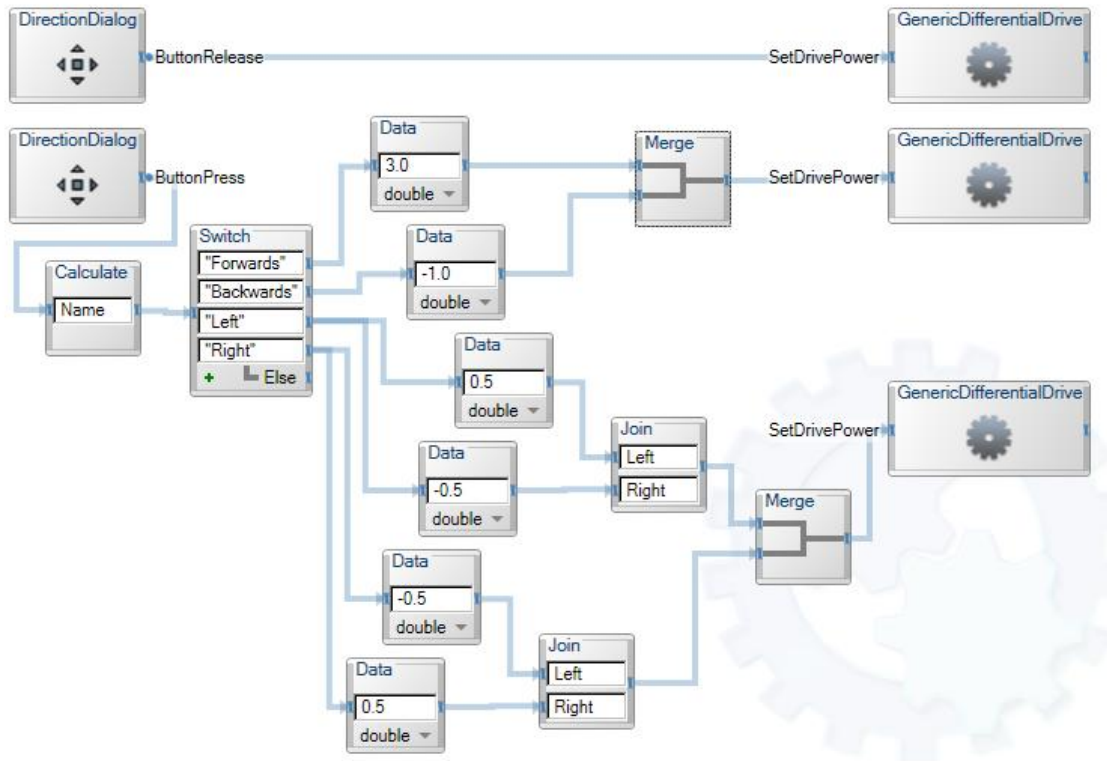 DirectionDialog
ButtonRelease
SetDrivePower
GenericDifferentialDrive
DirectionDialog
ButtonPress
Data
3.0
double
Merge
SetDrivePower
GenericDifferentialDrive
Calculate
Name
Switch
"Forwards"
"Backwards"
"Left"
"Right"
+ Else
Data
-1.0
double
Data
0.5
double
Data
-0.5
double
Join
Left
Right
Merge
SetDrivePower
GenericDifferentialDrive
Data
-0.5
double
Data
0.5
double
Join
Left
Right